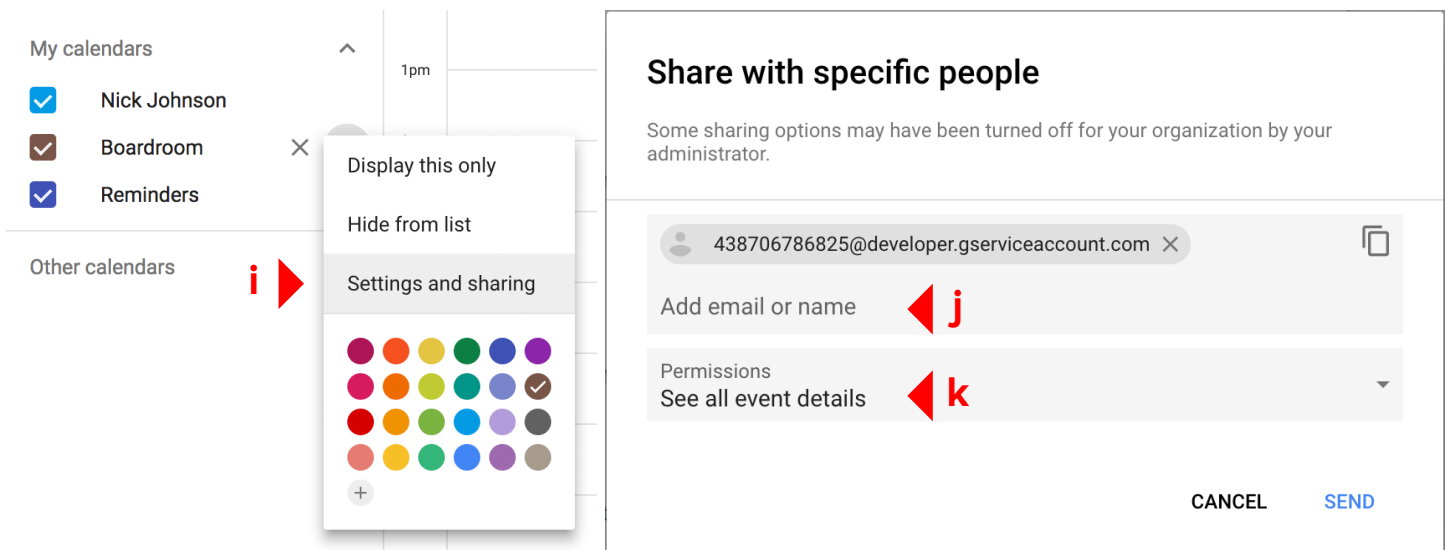 My calendars
Nick Johnson
Boardroom
Reminders
Other calendars
1pm
Display this only
Hide from list
i
Settings and sharing
Share with specific people
Some sharing options may have been turned off for your organization by your
administrator.
438706786825@developer.gserviceaccount.com
Add email or name
j
Permissions
See all event details
k
CANCEL
SEND